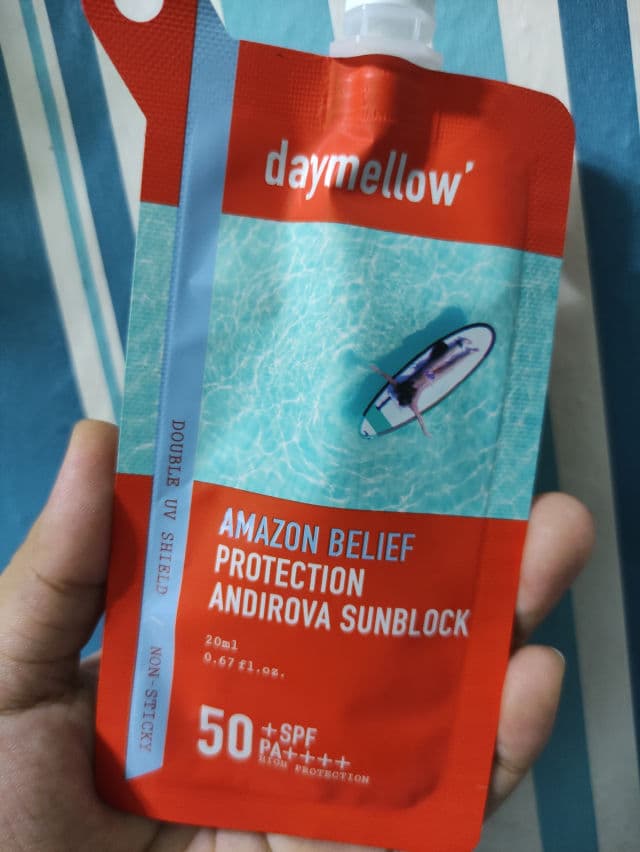 daymellow'
DOUBLE UV SHIELD / NON-STICKY
AMAZON BELIEF
PROTECTION
ANDIROVA SUNBLOCK
20ml
0.67 fl.oz.
50 +SPF
PA++++
HIGH PROTECTION